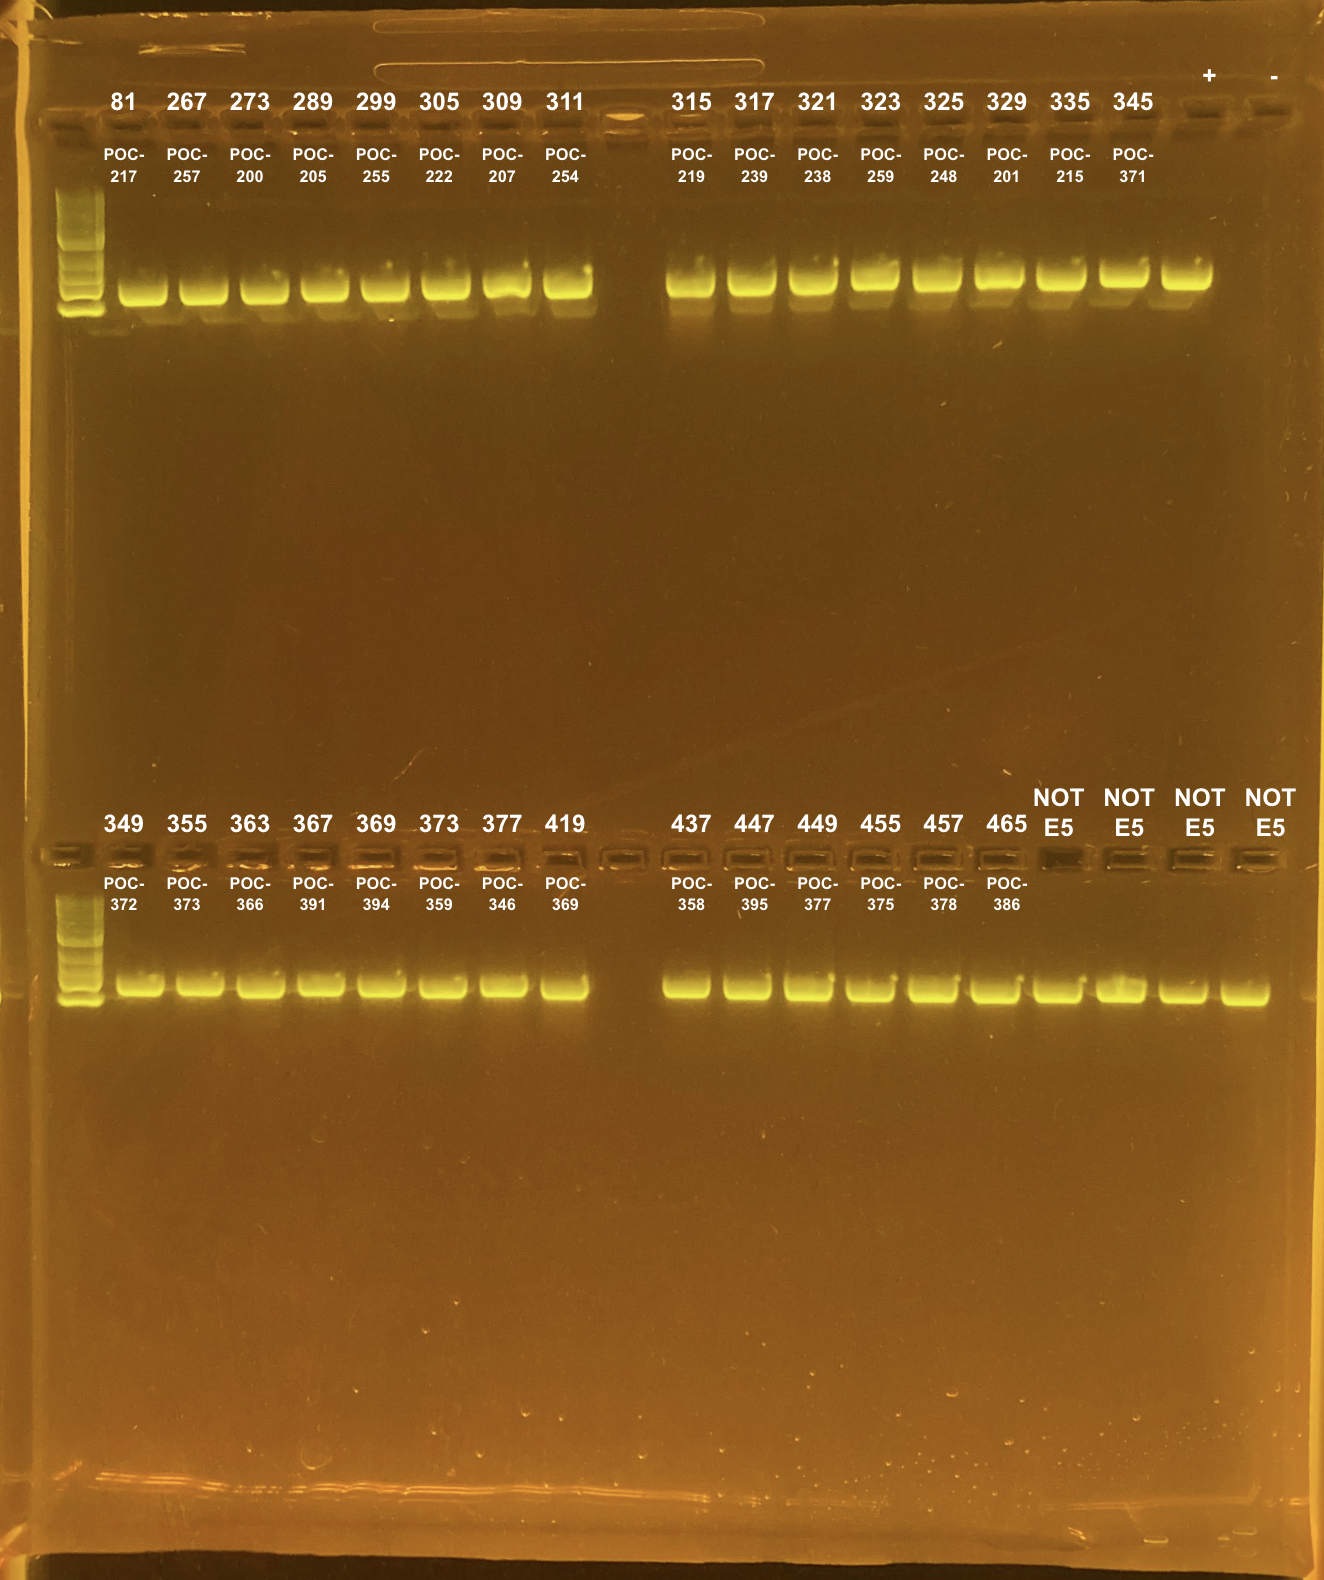 + -
81 267 273 289 299 305 309 311 315 317 321 323 325 329 335 345
POC- POC- POC- POC- POC- POC- POC- POC- POC- POC- POC- POC- POC- POC- POC- POC-
217 257 200 205 255 222 207 254 219 239 238 259 248 201 215 371
NOT NOT NOT NOT
349 355 363 367 369 373 377 419 437 447 449 455 457 465 E5 E5 E5 E5
POC- POC- POC- POC- POC- POC- POC- POC- POC- POC- POC- POC- POC- POC-
372 373 366 391 394 359 346 369 358 395 377 375 378 386